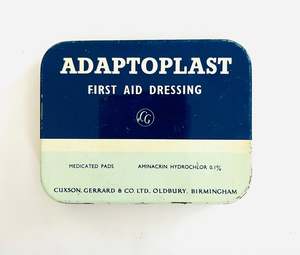 ADAPTOPLAST
FIRST AID DRESSING
CG
MEDICATED PADS AMINACRIN HYDROCHLOR 0.1%
CUXSON, GERRARD & CO. LTD., OLDBURY, BIRMINGHAM